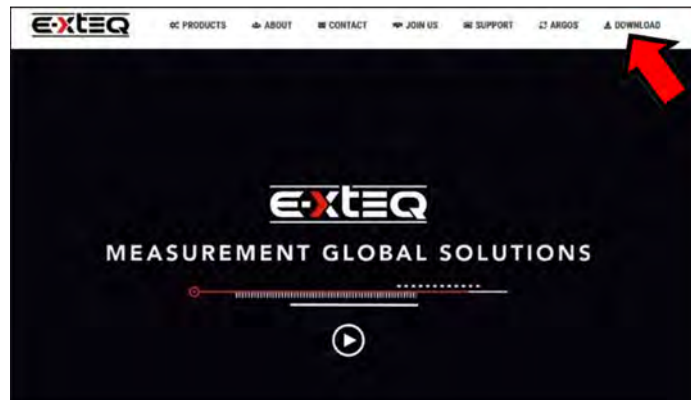 E-XTEQ PRODUCTS ABOUT CONTACT JOIN US SUPPORT ARGOS DOWNLOAD
E-XTEQ
MEASUREMENT GLOBAL SOLUTIONS